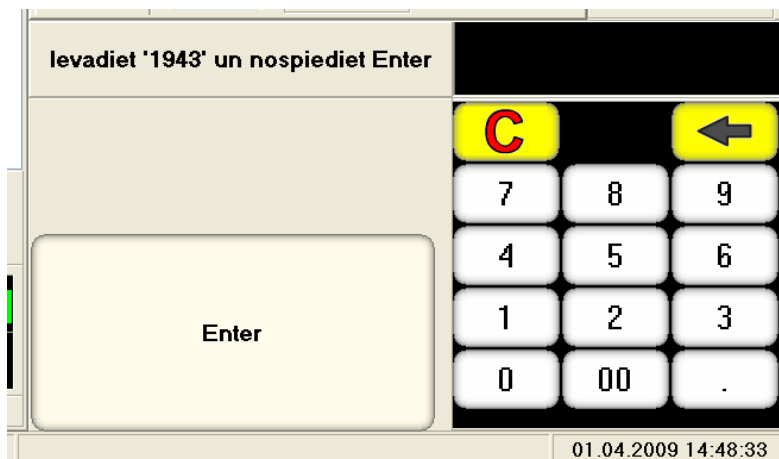 Ievadiet '1943' un nospiediet Enter
C
7 8 9
4 5 6
Enter
1 2 3
0 00 .
01.04.2009 14:48:33